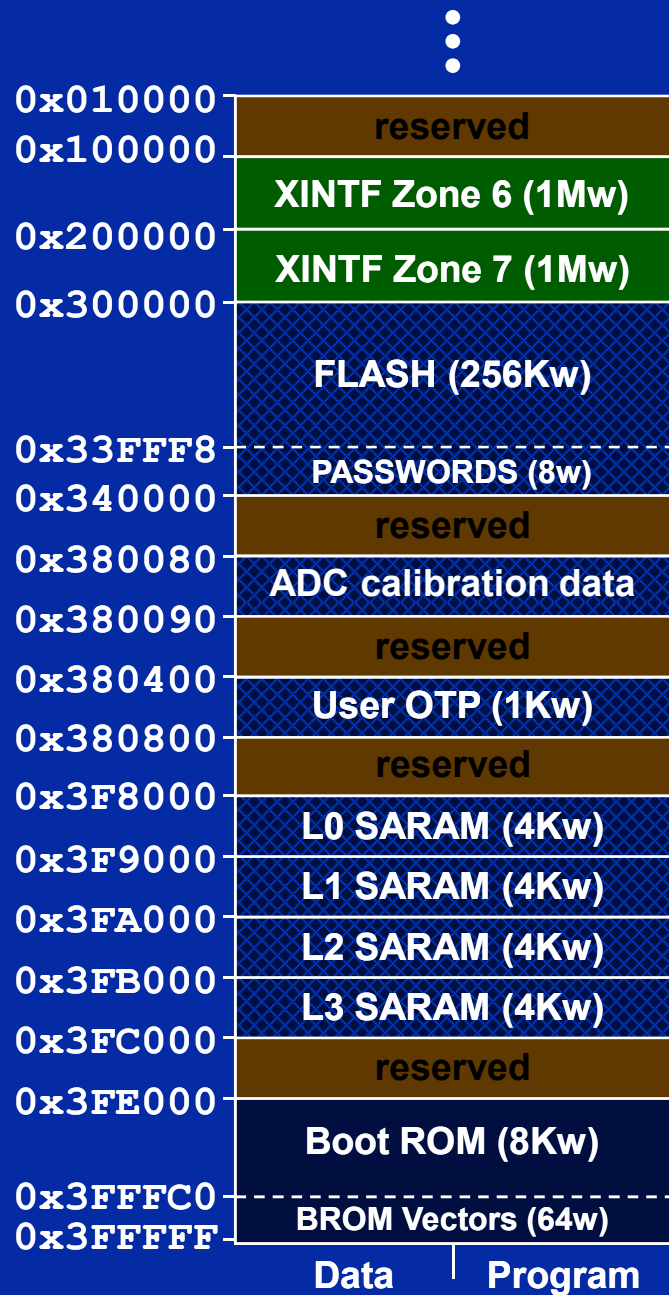 0x010000
reserved
0x100000
XINTF Zone 6 (1Mw)
0x200000
XINTF Zone 7 (1Mw)
0x300000
FLASH (256Kw)
0x33FFF8
PASSWORDS (8w)
0x340000
reserved
0x380080
ADC calibration data
0x380090
reserved
0x380400
User OTP (1Kw)
0x380800
reserved
0x3F8000
L0 SARAM (4Kw)
0x3F9000
L1 SARAM (4Kw)
0x3FA000
L2 SARAM (4Kw)
0x3FB000
L3 SARAM (4Kw)
0x3FC000
reserved
0x3FE000
Boot ROM (8Kw)
0x3FFFC0
BROM Vectors (64w)
0x3FFFFF
Data Program